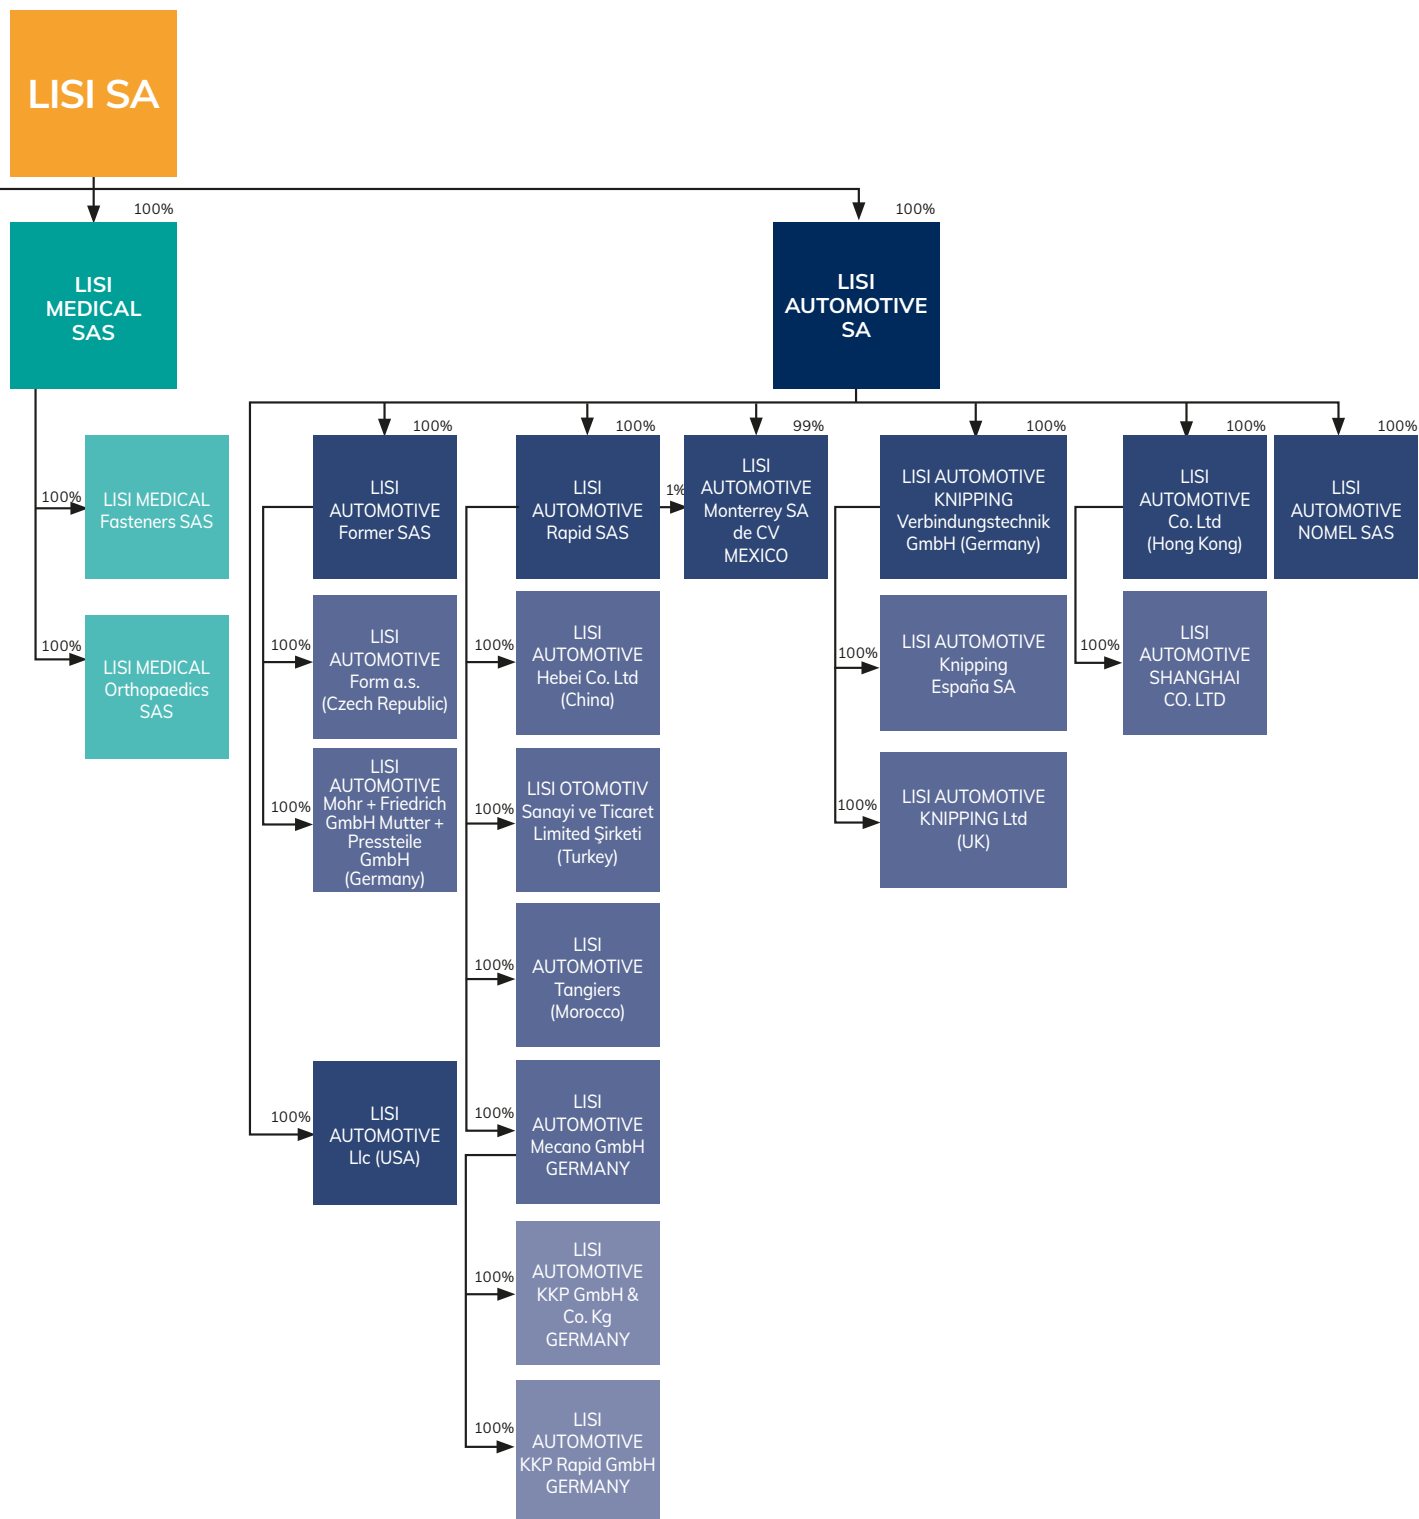 LISI SA
100%
100%
LISI
MEDICAL
SAS
LISI
AUTOMOTIVE
SA
100%
LISI MEDICAL
Fasteners SAS
100%
LISI MEDICAL
Orthopaedics
SAS
100%
LISI
AUTOMOTIVE
Former SAS
100%
LISI
AUTOMOTIVE
Form a.s.
(Czech Republic)
100%
LISI
AUTOMOTIVE
Mohr + Friedrich
GmbH Mutter +
Pressteile
GmbH
(Germany)
100%
LISI
AUTOMOTIVE
Llc (USA)
100%
LISI
AUTOMOTIVE
Rapid SAS
100%
LISI
AUTOMOTIVE
Hebei Co. Ltd
(China)
100%
LISI OTOMOTIV
Sanayi ve Ticaret
Limited Şirketi
(Turkey)
100%
LISI
AUTOMOTIVE
Tangiers
(Morocco)
100%
LISI
AUTOMOTIVE
Mecano GmbH
GERMANY
100%
LISI
AUTOMOTIVE
KKP GmbH &
Co. Kg
GERMANY
100%
LISI
AUTOMOTIVE
KKP Rapid GmbH
GERMANY
99%
1%
LISI
AUTOMOTIVE
Monterrey SA
de CV
MEXICO
100%
LISI AUTOMOTIVE
KNIPPING
Verbindungstechnik
GmbH (Germany)
100%
LISI AUTOMOTIVE
Knipping
España SA
100%
LISI AUTOMOTIVE
KNIPPING Ltd
(UK)
100%
LISI
AUTOMOTIVE
Co. Ltd
(Hong Kong)
100%
LISI
AUTOMOTIVE
SHANGHAI
CO. LTD
100%
LISI
AUTOMOTIVE
NOMEL SAS